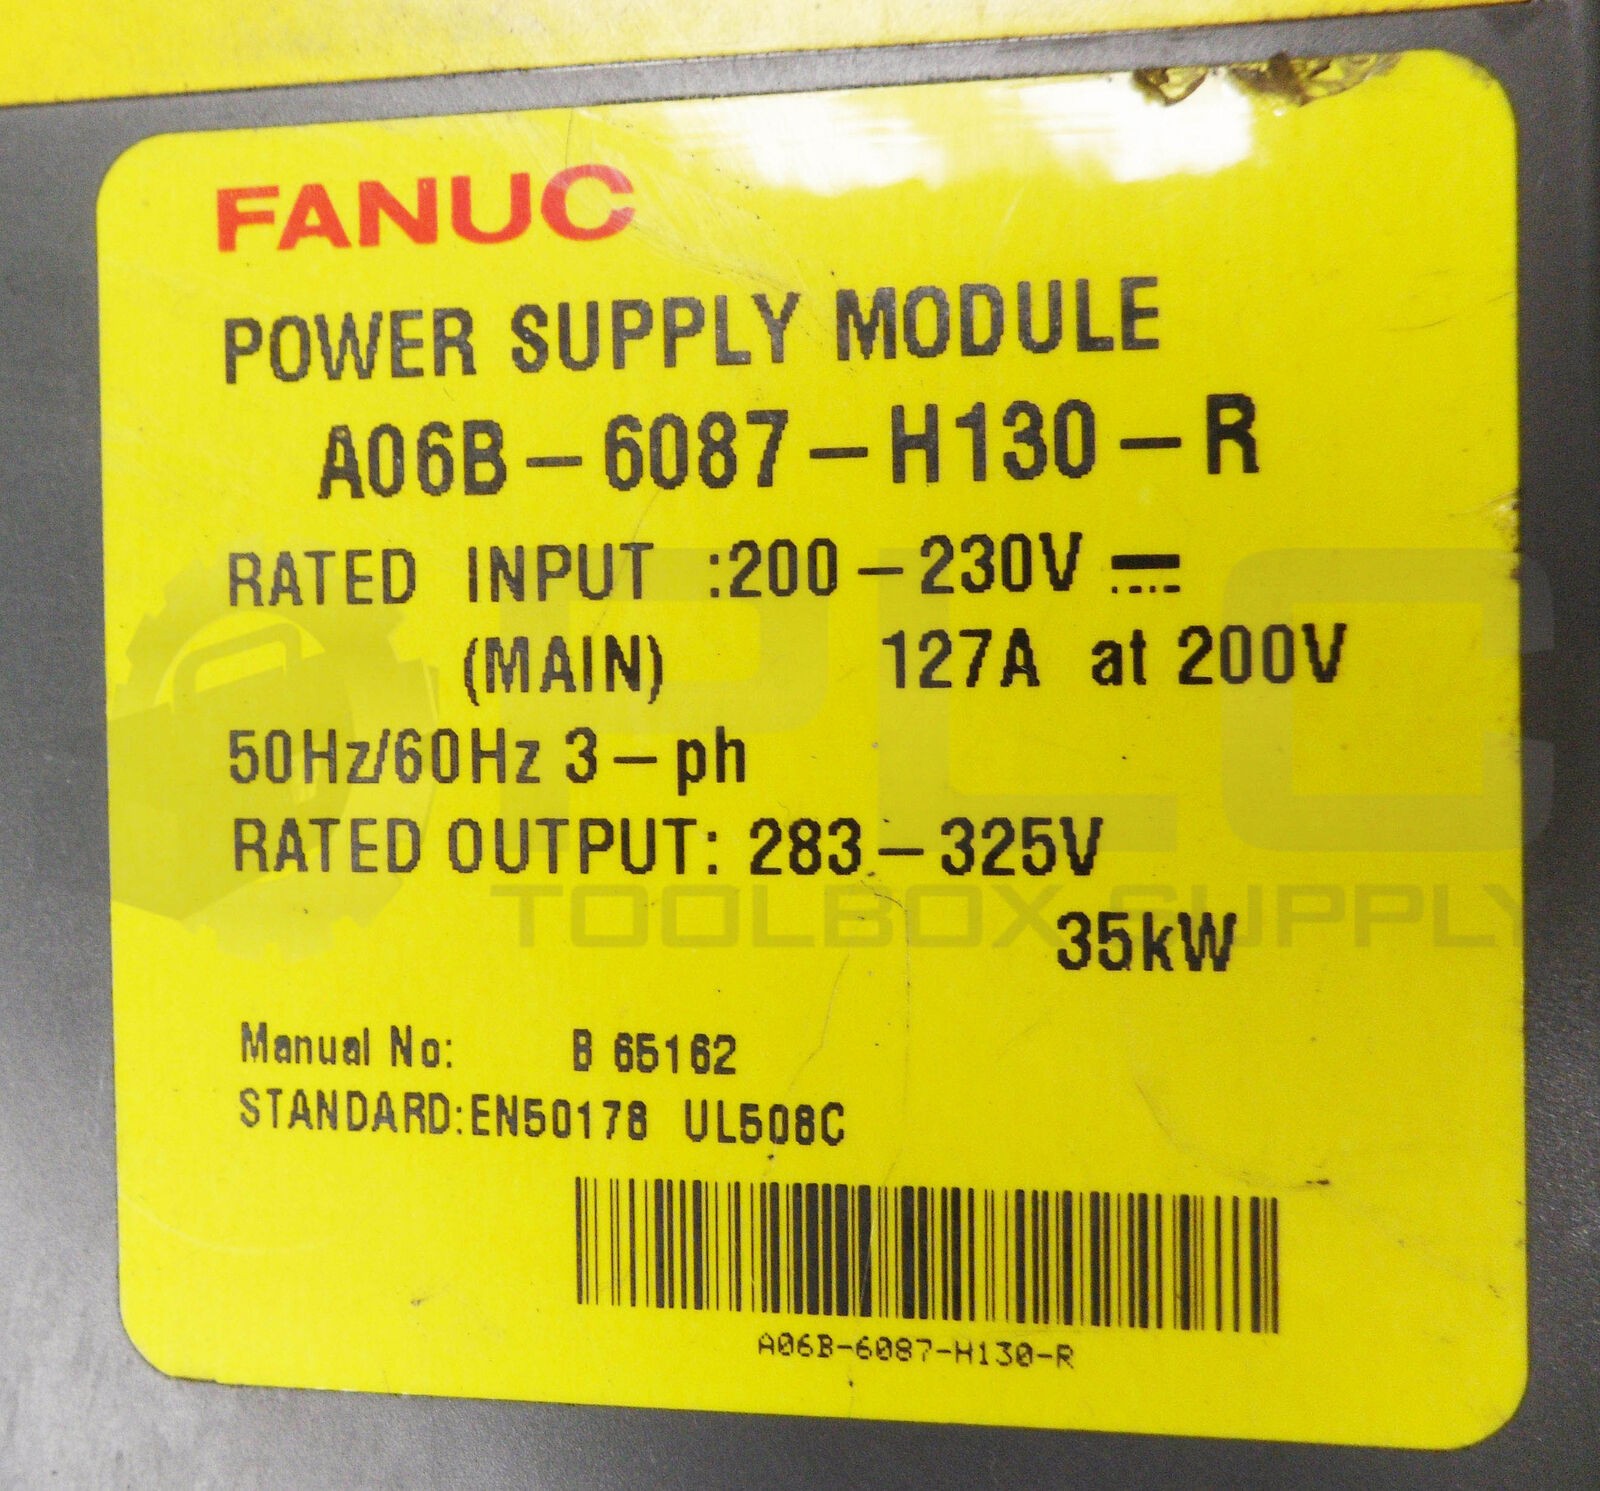 FANUC
POWER SUPPLY MODULE
A06B-6087-H130-R
RATED INPUT :200-230V ⎓
(MAIN) 127A at 200V
50Hz/60Hz 3-ph
RATED OUTPUT: 283-325V
35kW
PLC
TOOLBOX SUPPLY
Manual No: B 65162
STANDARD:EN50178 UL508C
A06B-6087-H130-R